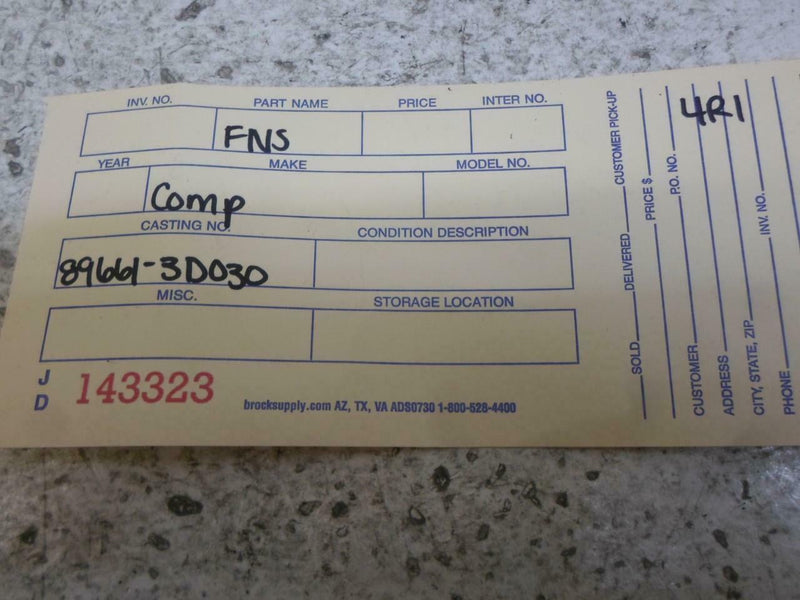 INV. NO. PART NAME PRICE INTER NO.
FNS
YEAR MAKE MODEL NO.
Comp
CASTING NO. CONDITION DESCRIPTION
89661-3D030
MISC. STORAGE LOCATION
J D 143323
brocksupply.com AZ, TX, VA ADS0730 1-800-528-4400
SOLD DELIVERED CUSTOMER PICK-UP
PRICE $
P.O. NO.
4R1
CUSTOMER
ADDRESS
CITY, STATE, ZIP
PHONE INV. NO.